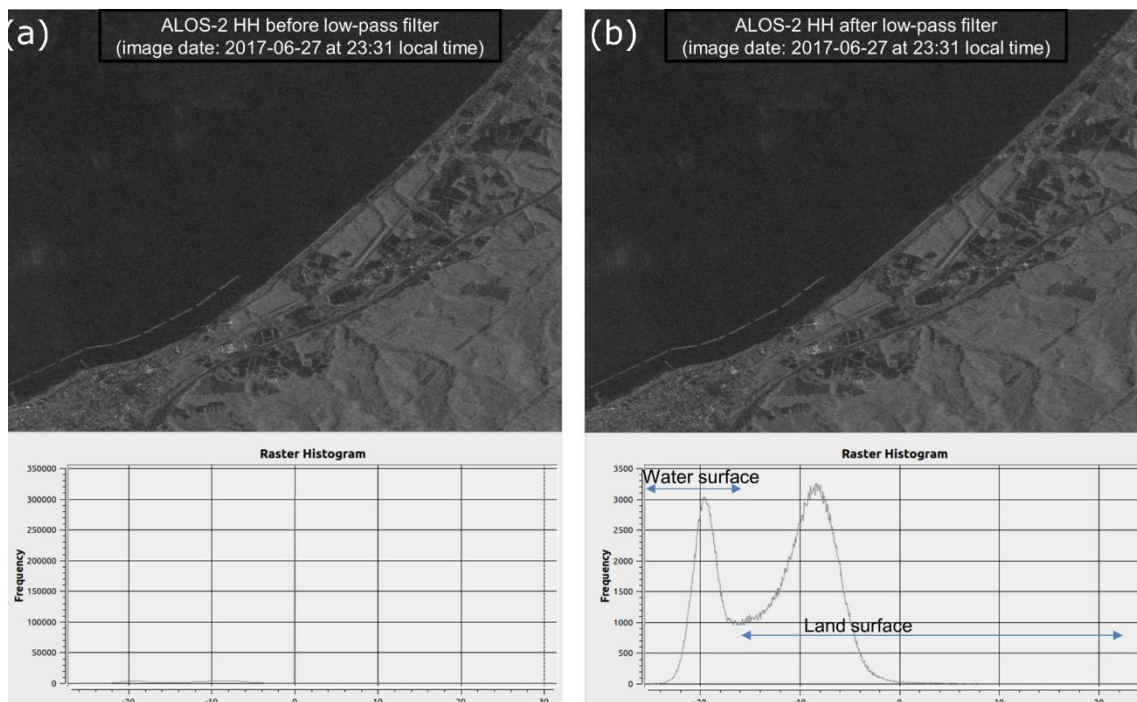 (a)
ALOS-2 HH before low-pass filter
(image date: 2017-06-27 at 23:31 local time)
Raster Histogram
350000
300000
250000
200000
150000
100000
50000
0
Frequency
-20
-10
0
10
20
30
(b)
ALOS-2 HH after low-pass filter
(image date: 2017-06-27 at 23:31 local time)
Raster Histogram
3500
Water surface
3000
2500
2000
1500
1000
Land surface
500
0
Frequency
-20
-10
0
10
20